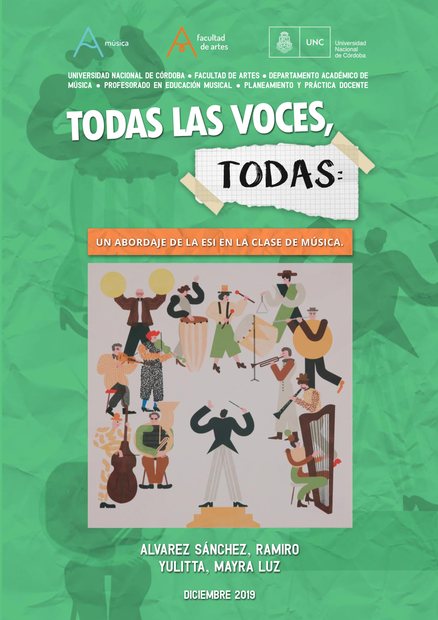 música
facultad
de artes
UNC
Universidad
Nacional
de Córdoba
UNIVERSIDAD NACIONAL DE CÓRDOBA ● FACULTAD DE ARTES ● DEPARTAMENTO ACADÉMICO DE
MÚSICA ● PROFESORADO EN EDUCACIÓN MUSICAL ● PLANEAMIENTO Y PRÁCTICA DOCENTE
TODAS LAS VOCES,
TODAS:
UN ABORDAJE DE LA ESI EN LA CLASE DE MÚSICA.
ALVAREZ SÁNCHEZ, RAMIRO
YULITTA, MAYRA LUZ
DICIEMBRE 2019